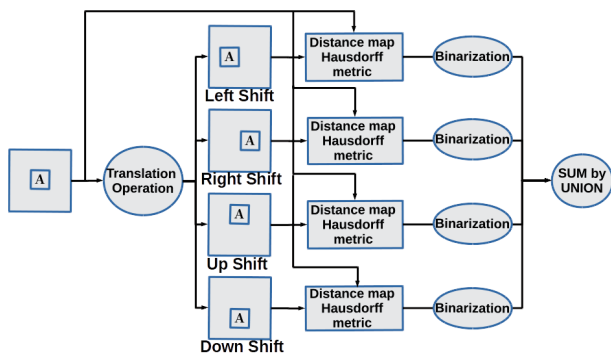 A
Translation
Operation
A
Left Shift
A
Right Shift
A
Up Shift
A
Down Shift
Distance map
Hausdorff
metric
Distance map
Hausdorff
metric
Distance map
Hausdorff
metric
Distance map
Hausdorff
metric
Binarization
Binarization
Binarization
Binarization
SUM by
UNION